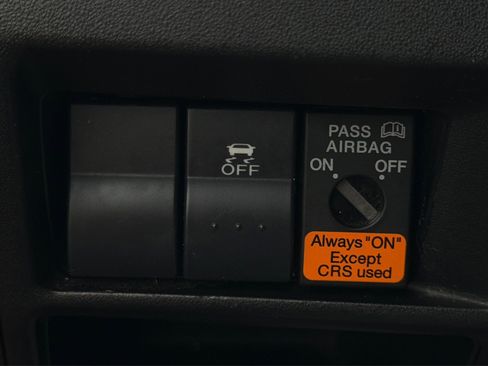 OFF
PASS
AIRBAG
ON OFF
Always "ON"
Except
CRS used